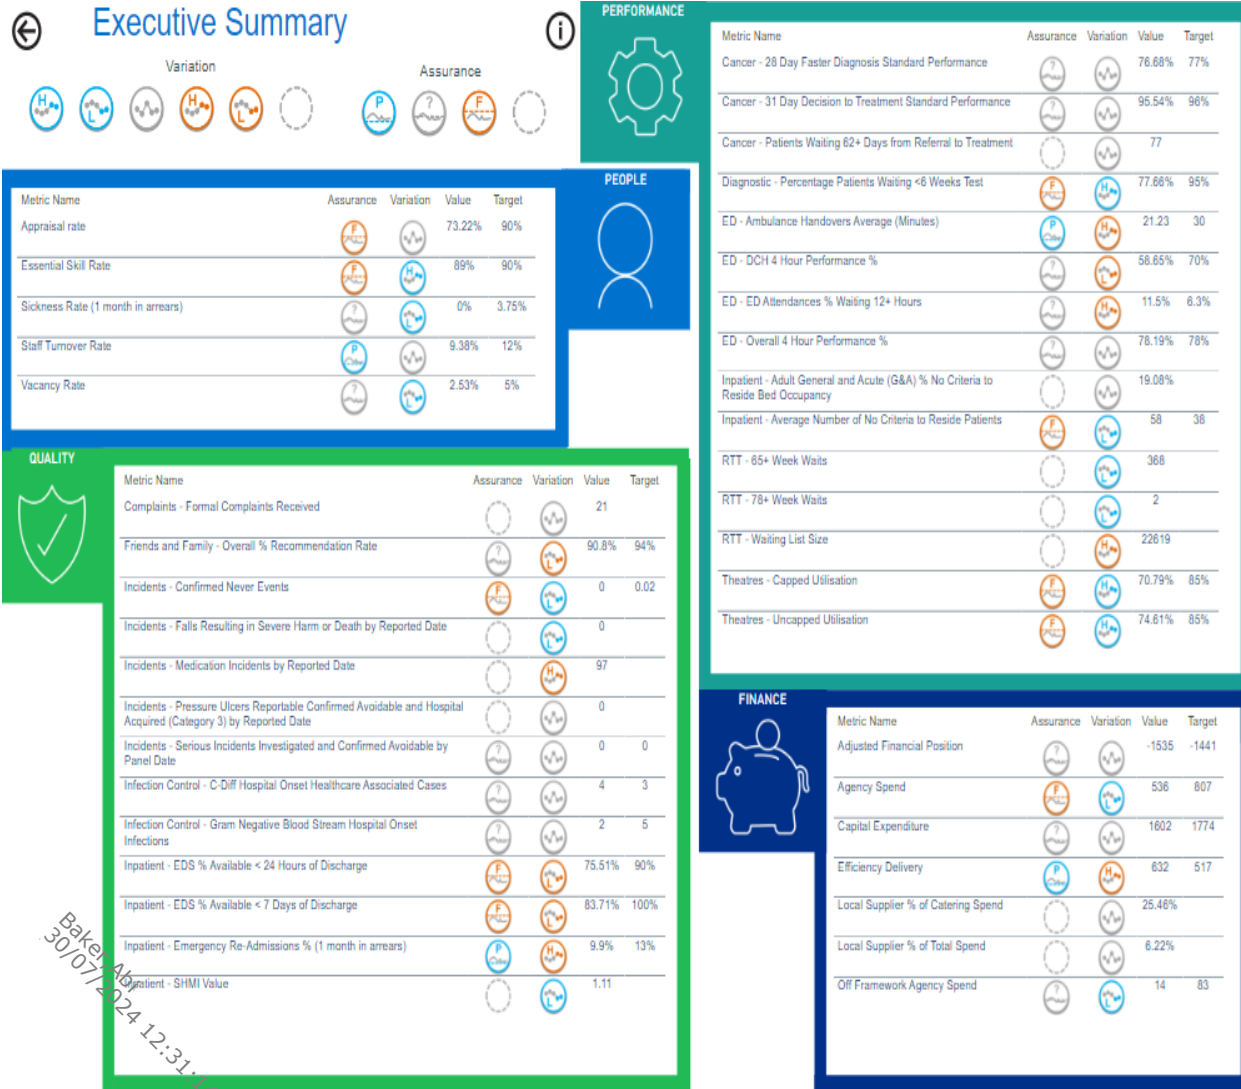 Executive Summary
Variation
Assurance
H
L
H
L
P
?
F
PEOPLE
Metric Name Assurance Variation Value Target
Appraisal rate F 73.22% 90%
Essential Skill Rate F H 89% 90%
Sickness Rate (1 month in arrears) ? L 0% 3.75%
Staff Turnover Rate P 9.38% 12%
Vacancy Rate ? L 2.53% 5%
QUALITY
Metric Name Assurance Variation Value Target
Complaints - Formal Complaints Received 21
Friends and Family - Overall % Recommendation Rate ? L 90.8% 94%
Incidents - Confirmed Never Events F L 0 0.02
Incidents - Falls Resulting in Severe Harm or Death by Reported Date L 0
Incidents - Medication Incidents by Reported Date H 97
Incidents - Pressure Ulcers Reportable Confirmed Avoidable and Hospital
Acquired (Category 3) by Reported Date 0
Incidents - Serious Incidents Investigated and Confirmed Avoidable by
Panel Date ? 0 0
Infection Control - C-Diff Hospital Onset Healthcare Associated Cases ? 4 3
Infection Control - Gram Negative Blood Stream Hospital Onset
Infections ? 2 5
Inpatient - EDS % Available < 24 Hours of Discharge F L 75.51% 90%
Inpatient - EDS % Available < 7 Days of Discharge F L 83.71% 100%
Inpatient - Emergency Re-Admissions % (1 month in arrears) P H 9.9% 13%
Inpatient - SHMI Value L 1.11
PERFORMANCE
Metric Name Assurance Variation Value Target
Cancer - 28 Day Faster Diagnosis Standard Performance ? 76.68% 77%
Cancer - 31 Day Decision to Treatment Standard Performance ? 95.54% 96%
Cancer - Patients Waiting 62+ Days from Referral to Treatment 77
Diagnostic - Percentage Patients Waiting <6 Weeks Test F H 77.66% 95%
ED - Ambulance Handovers Average (Minutes) P H 21.23 30
ED - DCH 4 Hour Performance % ? L 58.65% 70%
ED - ED Attendances % Waiting 12+ Hours ? H 11.5% 6.3%
ED - Overall 4 Hour Performance % ? 78.19% 78%
Inpatient - Adult General and Acute (G&A) % No Criteria to
Reside Bed Occupancy 19.08%
Inpatient - Average Number of No Criteria to Reside Patients F L 58 38
RTT - 65+ Week Waits L 368
RTT - 78+ Week Waits L 2
RTT - Waiting List Size H 22619
Theatres - Capped Utilisation F H 70.79% 85%
Theatres - Uncapped Utilisation F H 74.61% 85%
FINANCE
Metric Name Assurance Variation Value Target
Adjusted Financial Position ? -1535 -1441
Agency Spend F L 536 807
Capital Expenditure ? 1602 1774
Efficiency Delivery P H 632 517
Local Supplier % of Catering Spend 25.46%
Local Supplier % of Total Spend 6.22%
Off Framework Agency Spend ? L 14 83
Baker, Abi
30/07/2024 12:31: